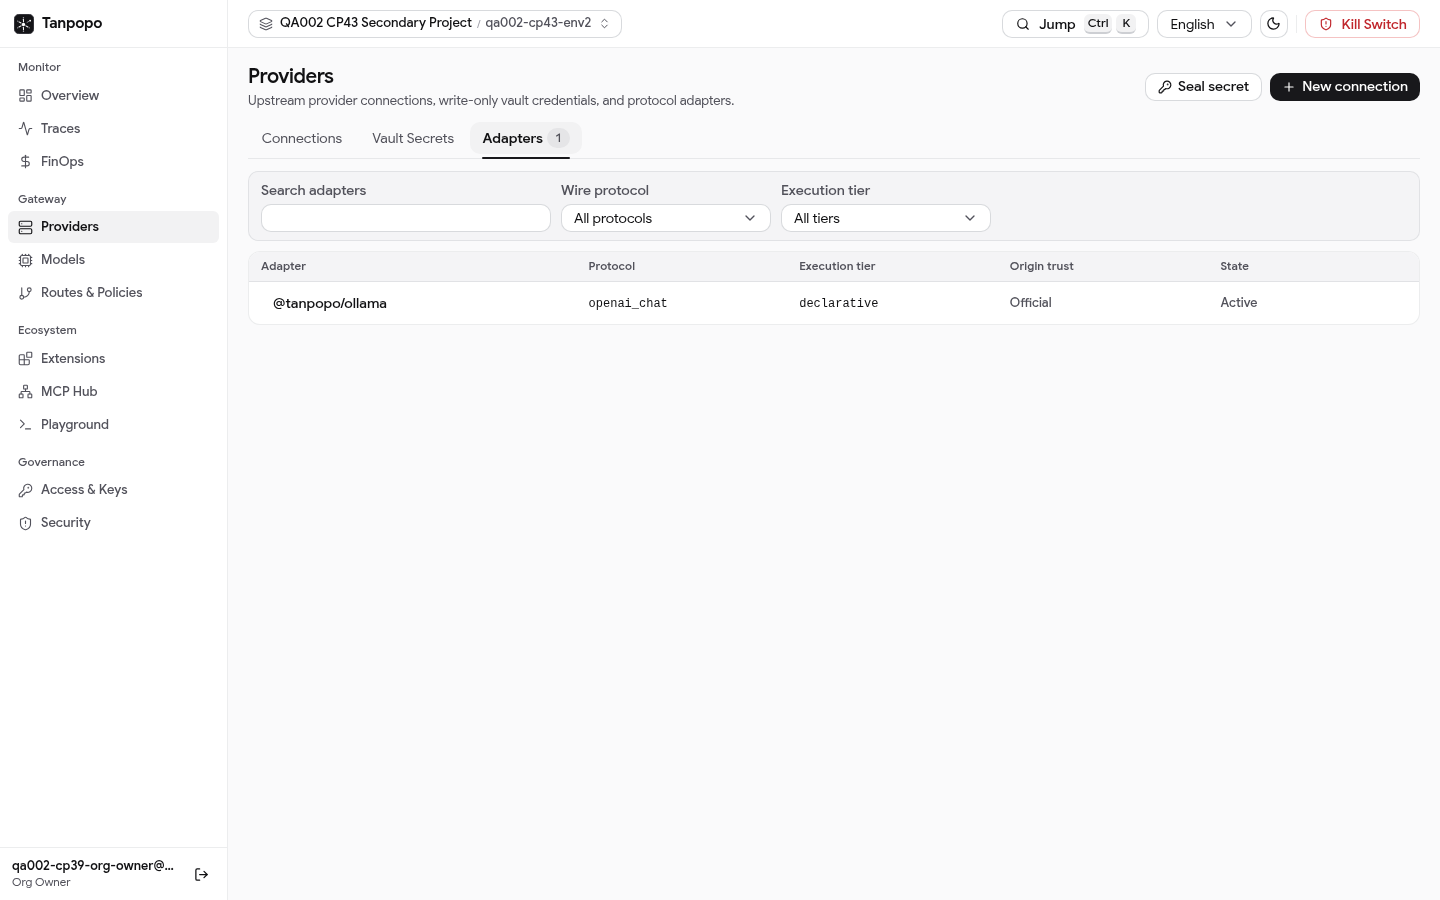 Tanpopo
QA002 CP43 Secondary Project / qa002-cp43-env2
Jump Ctrl K
English
Kill Switch
Monitor
Overview
Traces
FinOps
Gateway
Providers
Models
Routes & Policies
Ecosystem
Extensions
MCP Hub
Playground
Governance
Access & Keys
Security
qa002-cp39-org-owner@...
Org Owner
Providers
Upstream provider connections, write-only vault credentials, and protocol adapters.
Seal secret
New connection
Connections Vault Secrets Adapters 1
Search adapters Wire protocol Execution tier
All protocols All tiers
Adapter Protocol Execution tier Origin trust State
@tanpopo/ollama openai_chat declarative Official Active